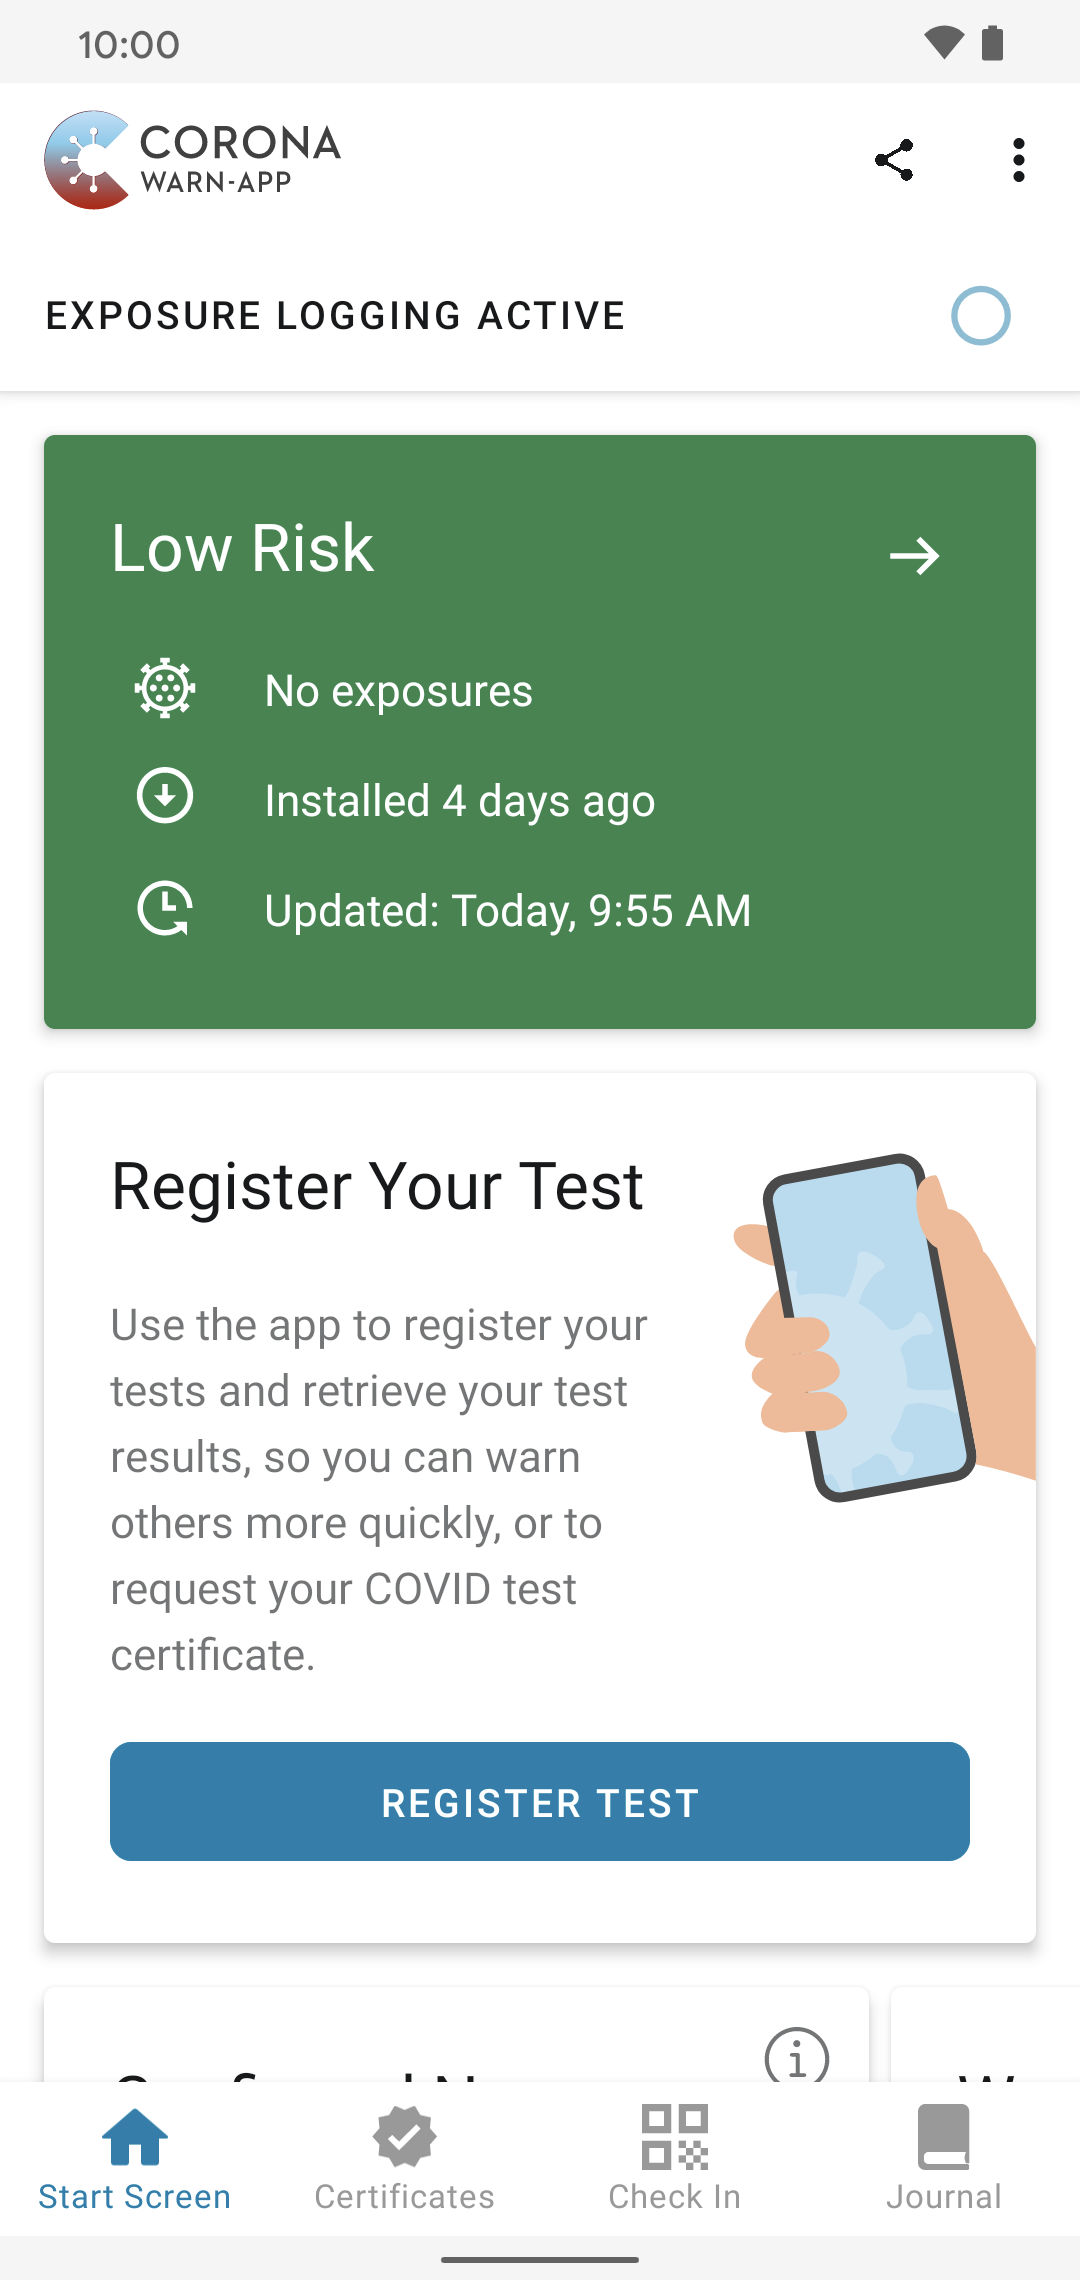 10:00
CORONA
WARN-APP
EXPOSURE LOGGING ACTIVE
Low Risk
No exposures
Installed 4 days ago
Updated: Today, 9:55 AM
Register Your Test
Use the app to register your
tests and retrieve your test
results, so you can warn
others more quickly, or to
request your COVID test
certificate.
REGISTER TEST
Start Screen
Certificates
Check In
Journal